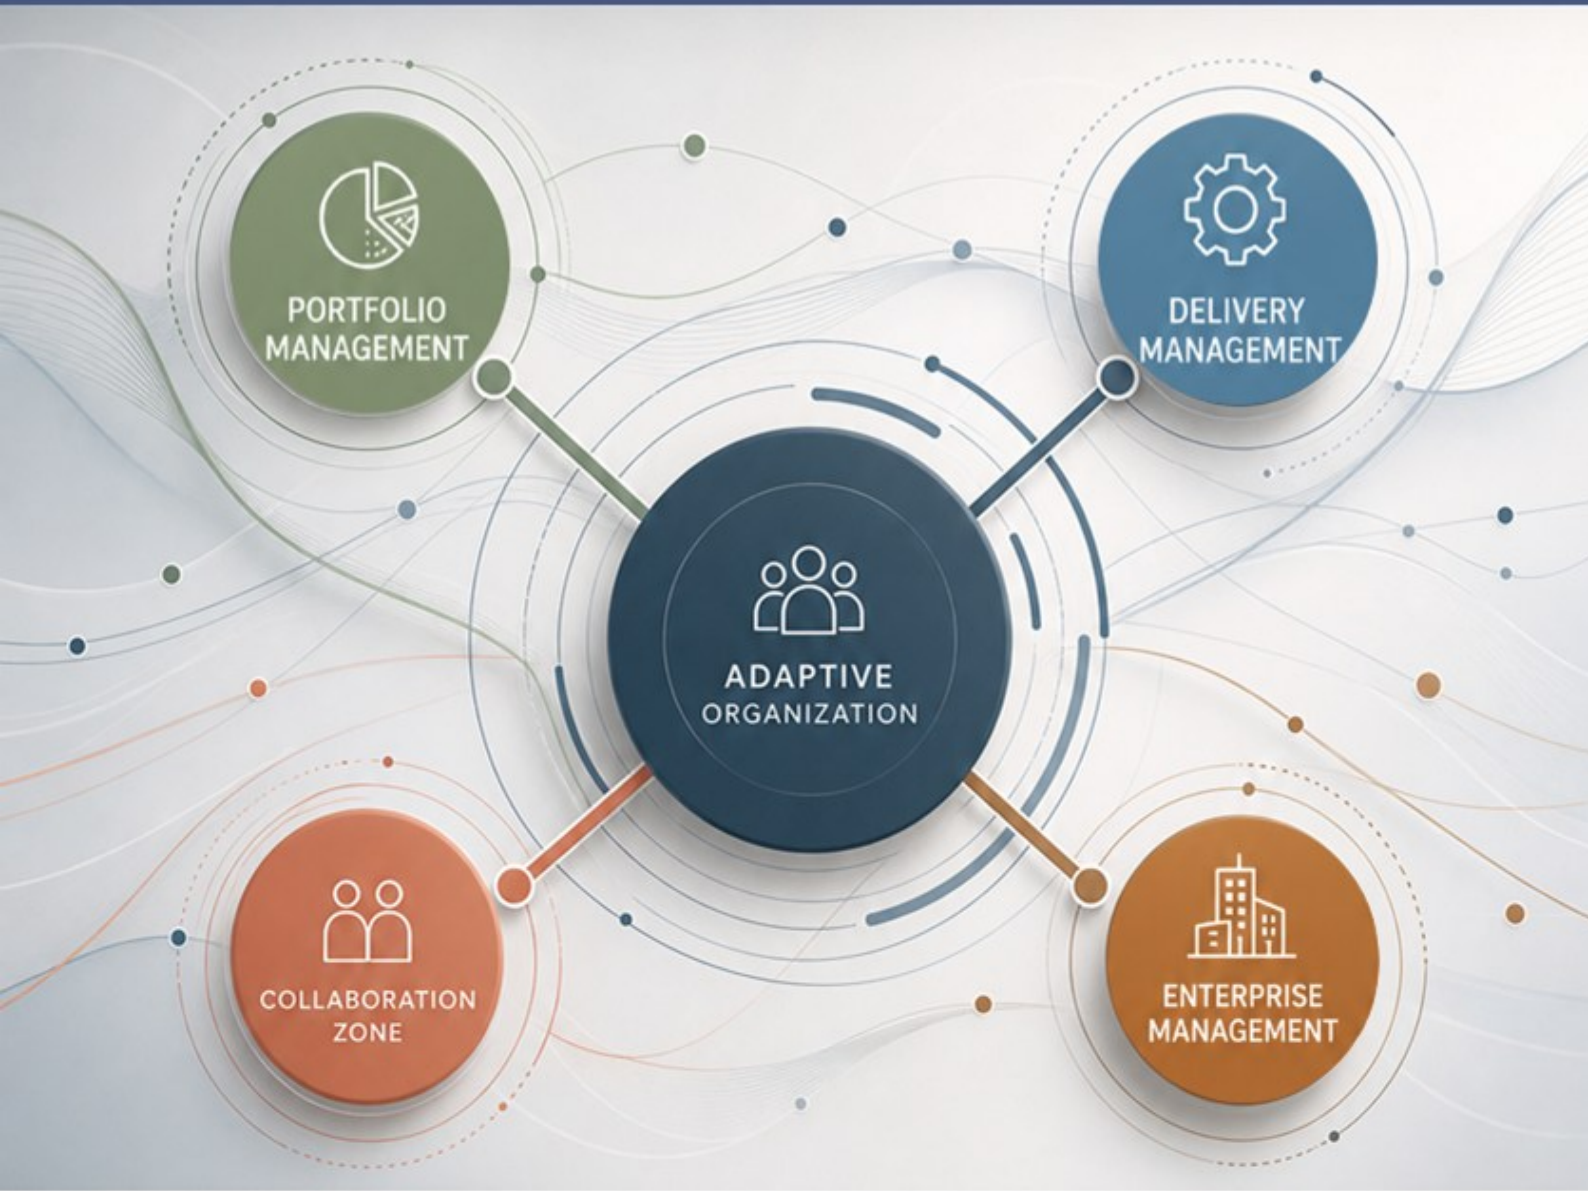 PORTFOLIO
MANAGEMENT
DELIVERY
MANAGEMENT
ADAPTIVE
ORGANIZATION
COLLABORATION
ZONE
ENTERPRISE
MANAGEMENT